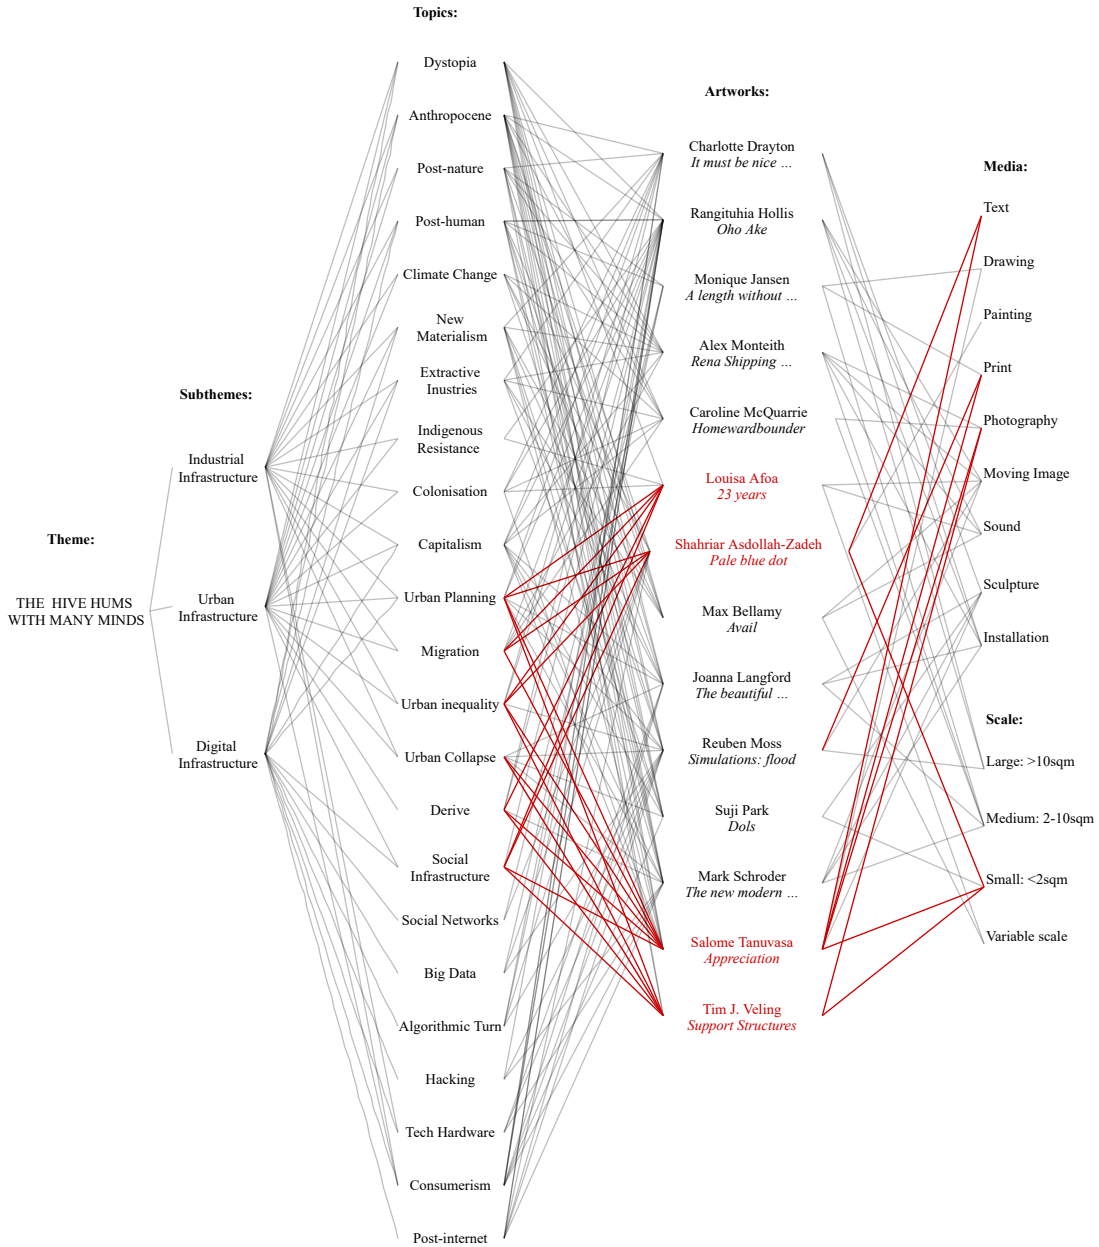 Theme:
THE HIVE HUMS
WITH MANY MINDS
Subthemes:
Industrial
Infrastructure
Urban
Infrastructure
Digital
Infrastructure
Topics:
Dystopia
Anthropocene
Post-nature
Post-human
Climate Change
New
Materialism
Extractive
Inustries
Indigenous
Resistance
Colonisation
Capitalism
Urban Planning
Migration
Urban inequality
Urban Collapse
Derive
Social
Infrastructure
Social Networks
Big Data
Algorithmic Turn
Hacking
Tech Hardware
Consumerism
Post-internet
Artworks:
Charlotte Drayton
It must be nice ...
Rangituhia Hollis
Oho Ake
Monique Jansen
A length without ...
Alex Monteith
Rena Shipping ...
Caroline McQuarrie
Homewardbounder
Louisa Afoa
23 years
Shahriar Asdollah-Zadeh
Pale blue dot
Max Bellamy
Avail
Joanna Langford
The beautiful ...
Reuben Moss
Simulations: flood
Suji Park
Dols
Mark Schroder
The new modern ...
Salome Tanuvasa
Appreciation
Tim J. Veling
Support Structures
Media:
Text
Drawing
Painting
Print
Photography
Moving Image
Sound
Sculpture
Installation
Scale:
Large: >10sqm
Medium: 2-10sqm
Small: <2sqm
Variable scale